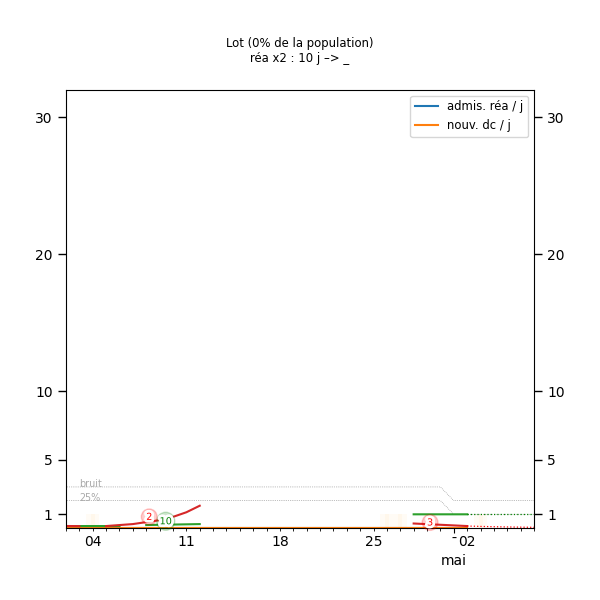 Lot (0% de la population)
réa x2 : 10 j –> _
admis. réa / j
nouv. dc / j
30 30
20 20
10 10
5 5
bruit
25%
1 2 10 3 1
04 11 18 25 02
mai